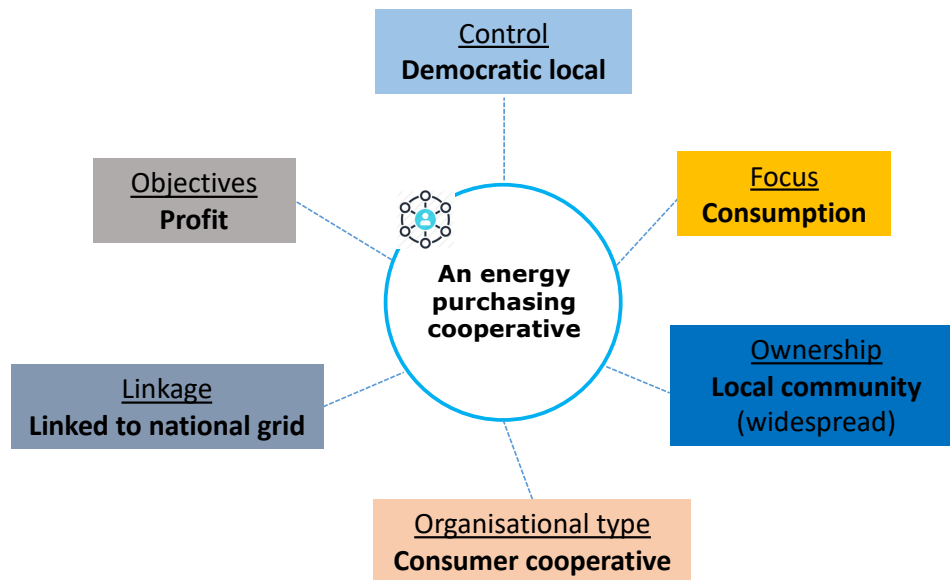 Control
Democratic local
Objectives
Profit
Focus
Consumption
An energy
purchasing
cooperative
Linkage
Linked to national grid
Ownership
Local community
(widespread)
Organisational type
Consumer cooperative